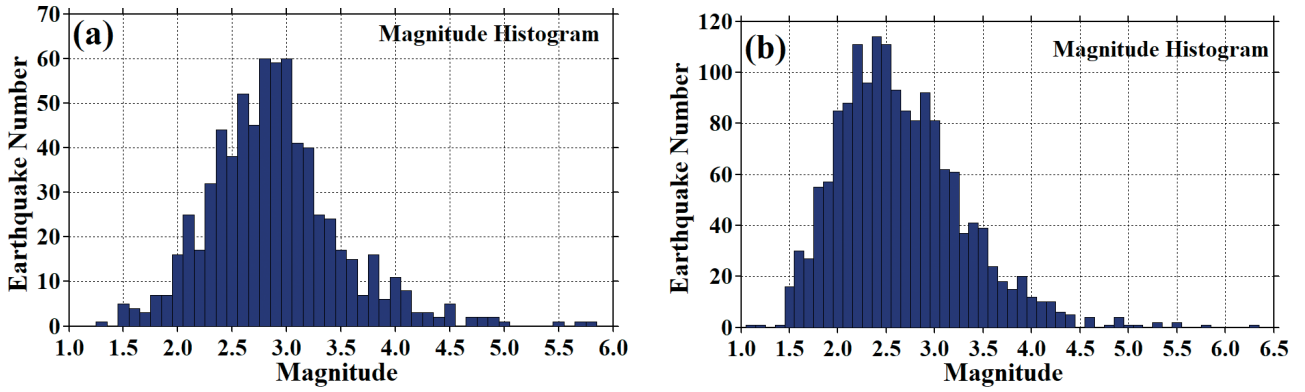 (a)
Magnitude Histogram
Earthquake Number
70
60
50
40
30
20
10
0
1.0 1.5 2.0 2.5 3.0 3.5 4.0 4.5 5.0 5.5 6.0
Magnitude
(b)
Magnitude Histogram
Earthquake Number
120
100
80
60
40
20
0
1.0 1.5 2.0 2.5 3.0 3.5 4.0 4.5 5.0 5.5 6.0 6.5
Magnitude